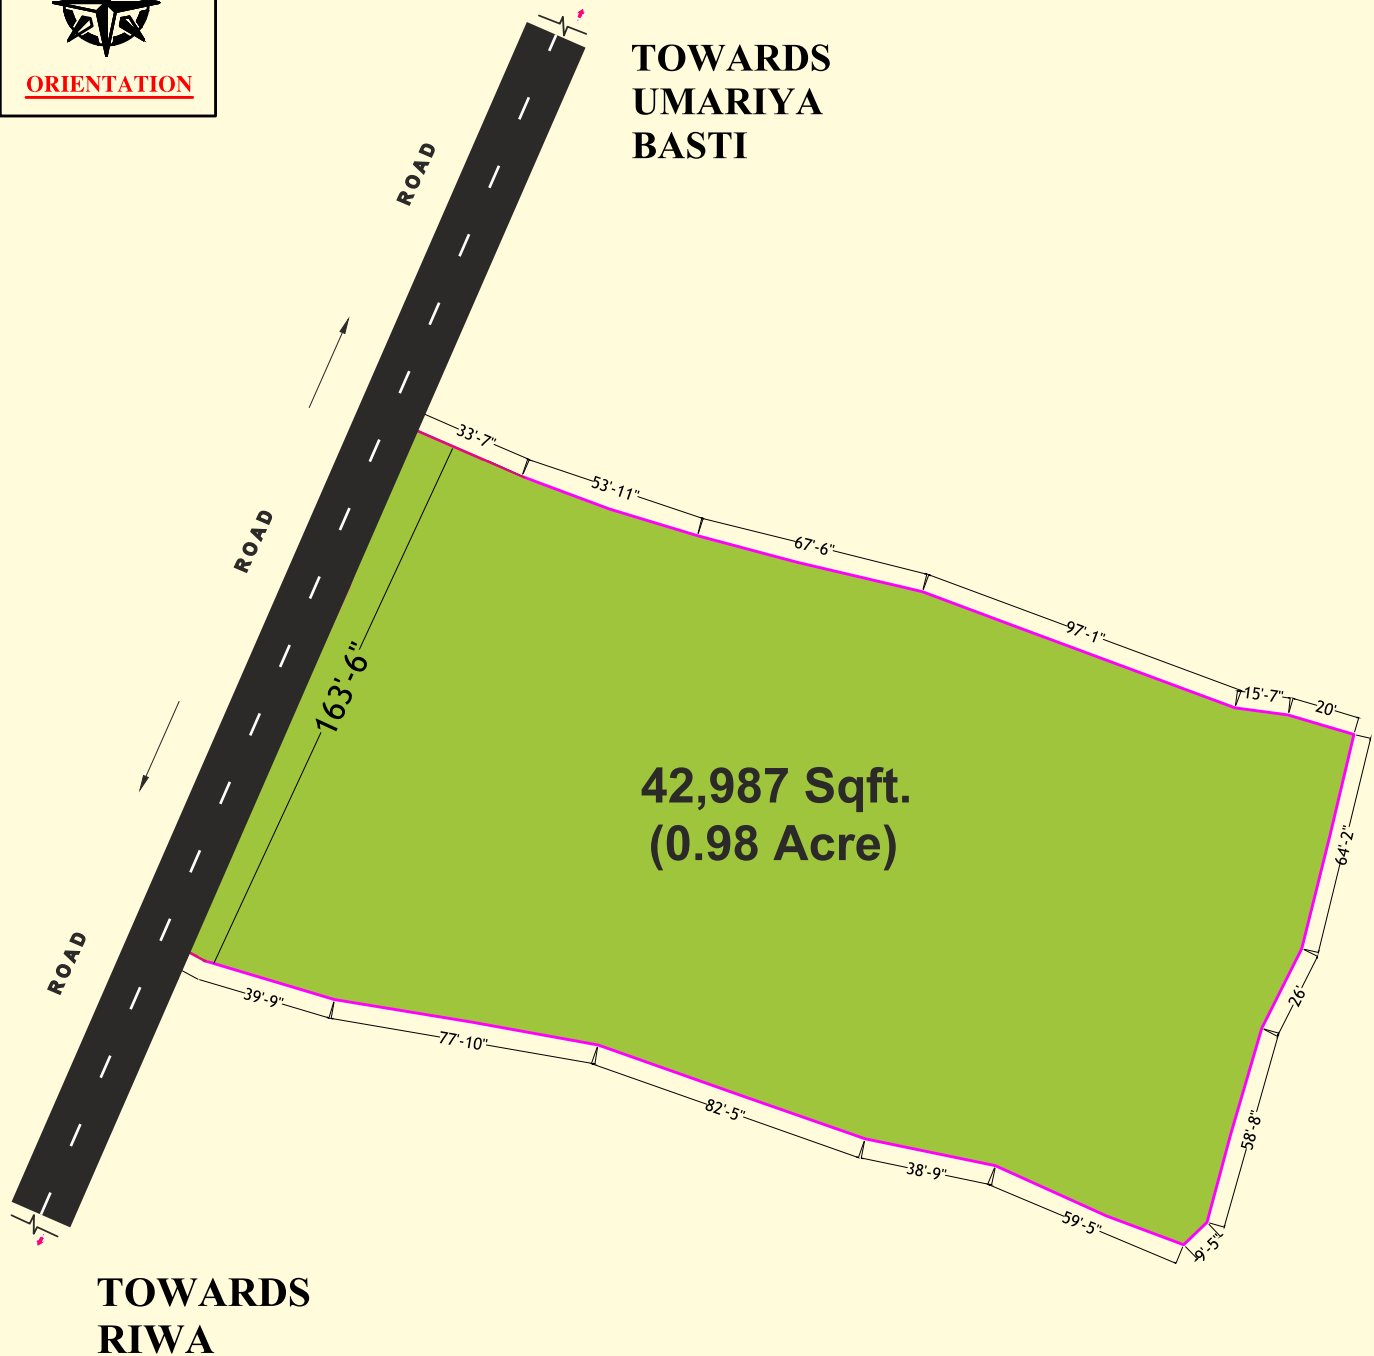 ORIENTATION
TOWARDS
UMARIYA
BASTI
ROAD
33'-7"
53'-11"
67'-6"
ROAD
97'-1"
163'-6"
15'-7"
20'
42,987 Sqft.
(0.98 Acre)
64'-2"
ROAD
39'-9"
26'
77'-10"
82'-5"
58'-8"
38'-9"
59'-5"
9'-5"
TOWARDS
RIWA